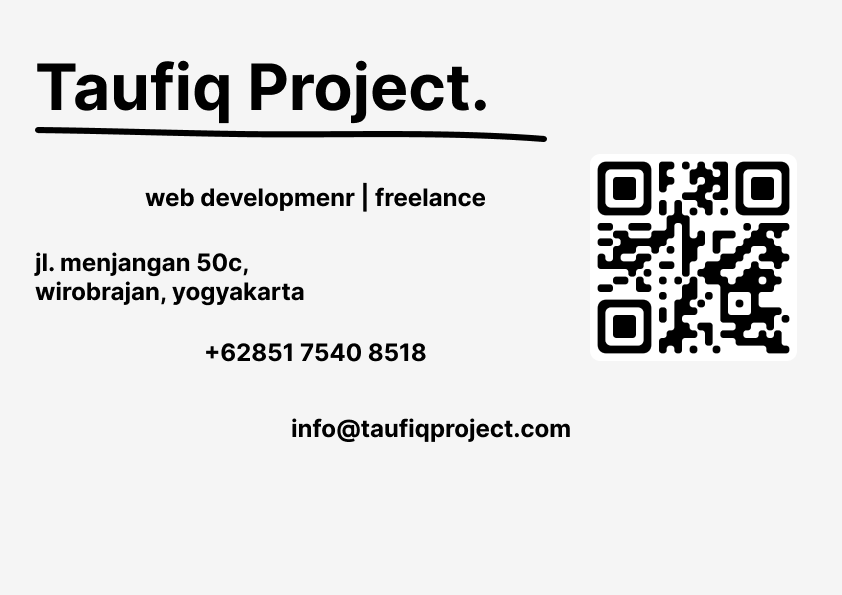 Taufiq Project.
web developmenr | freelance
jl. menjangan 50c,
wirobrajan, yogyakarta
+62851 7540 8518
info@taufiqproject.com